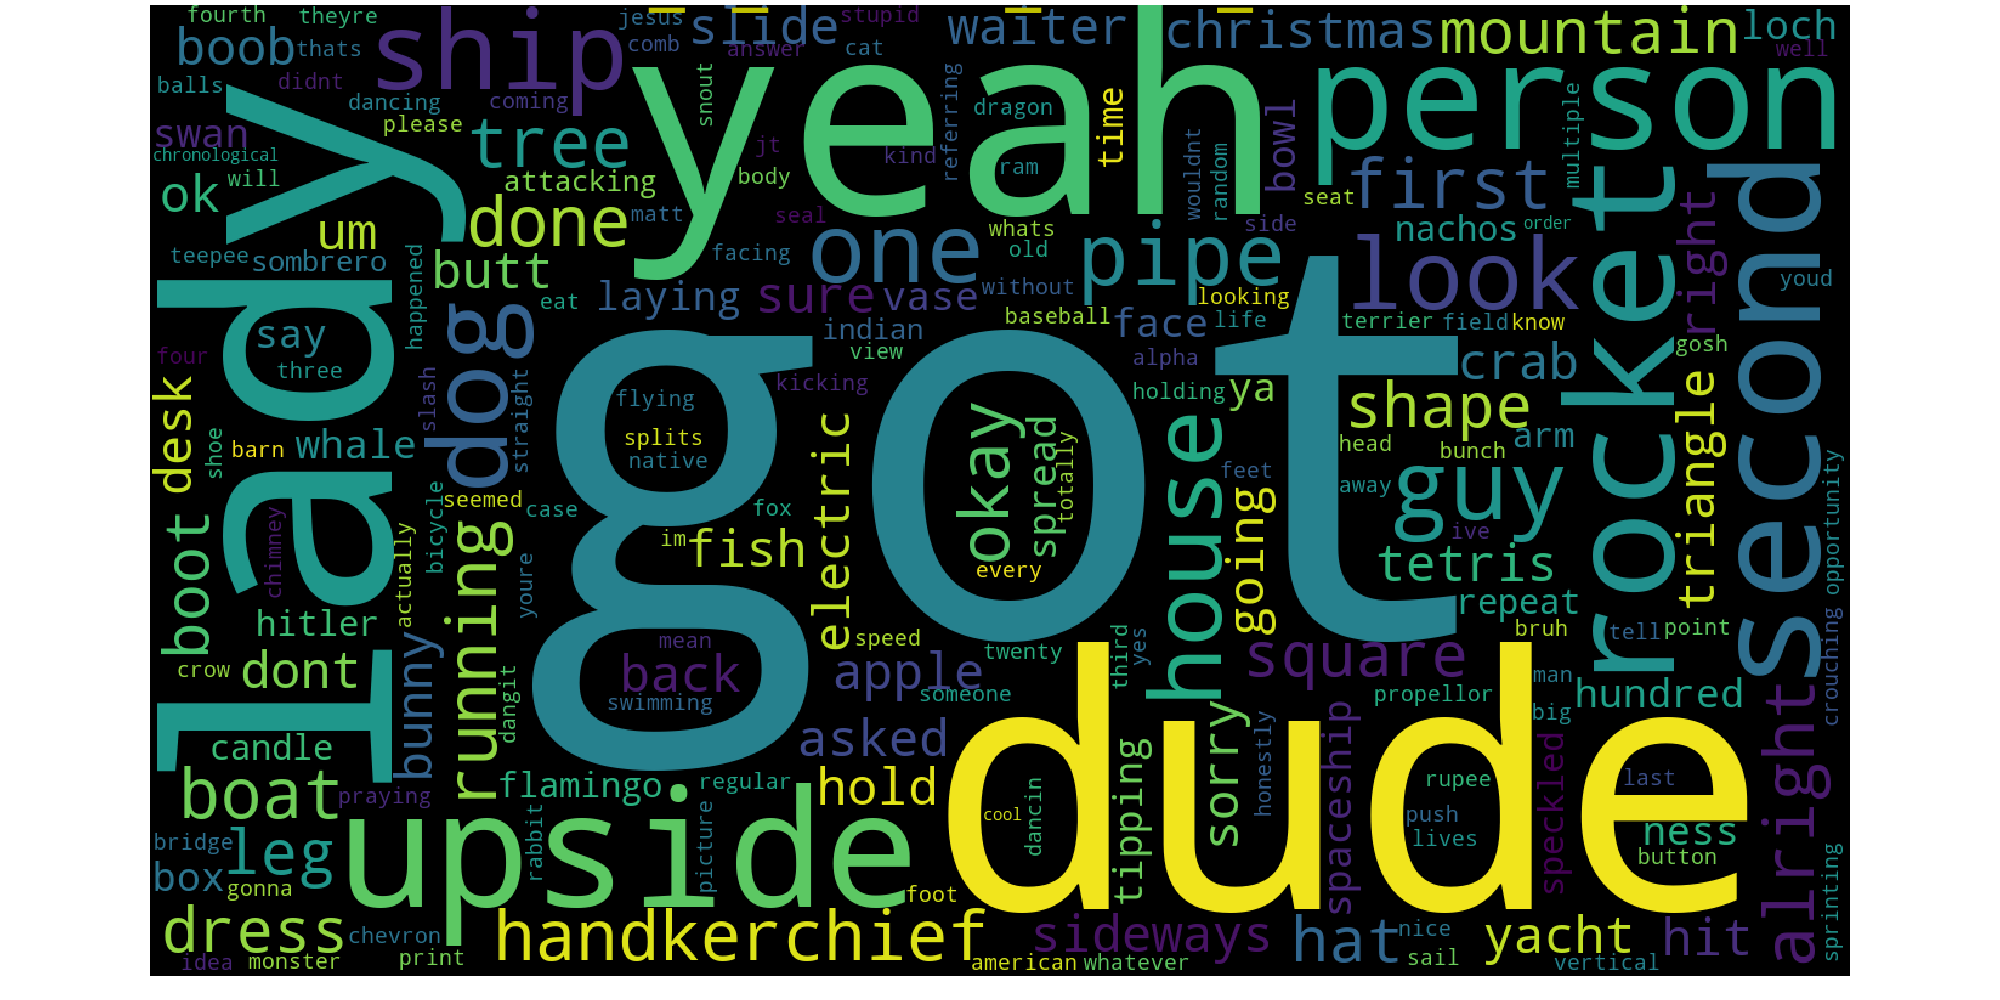 fourth theyre jesus slide stupid waiter christmas mountain loch
boob thats ship comb answer cat well
balls didnt yeah person
dancing coming snout referring dragon time
swan please tree jt kind ram bowl multiple
chronological
ok will attacking body wouldnt random first seat rocket second
lady um done matt seal one whats pipe side nachos order right
teepee sombrero butt facing old look youd
happened eat laying sure vase without looking
dog indian baseball face life terrier field know
four say three straight view alpha crab gosh
slash kicking holding ya shape triangle
desk flying got okay
shoe barn whale splits native electric spread totally house head bunch arm
seemed case fox feet going away guy opportunity
boot chimney bicycle im fish every ive tetris
running actually youre repeat
hitler speed bruh tell point
crow dont bunny dangit mean back apple twenty third yes square man crouching
swimming someone propellor hundred
candle asked sorry honestly spaceship big alright
boat praying flamingo regular hold tipping speckled rupee last
upside picture rabbit cool dancin dude push lives ness
bridge leg button
box gonna foot sprinting
dress chevron handkerchief sideways hat nice yacht hit
idea monster print american whatever sail vertical